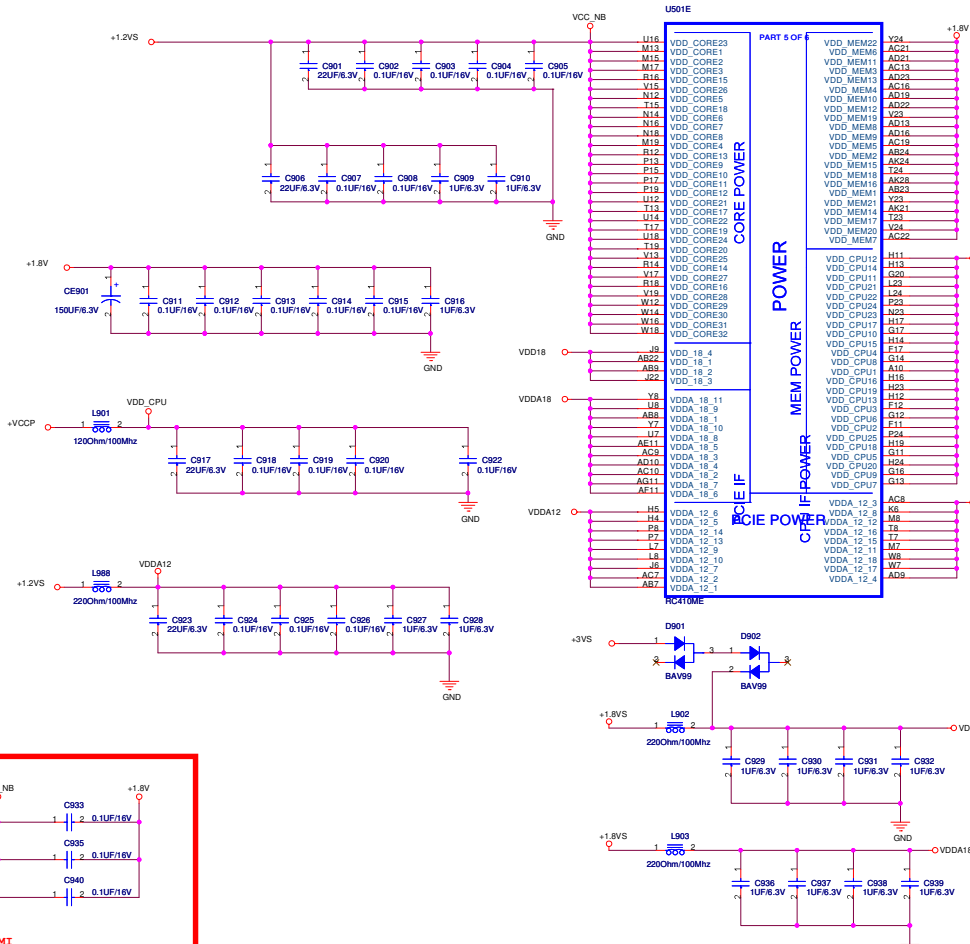 U501E
VCC_NB
+1.2VS
+1.8V
PART 5 OF 6
C901 22UF/6.3V
C902 0.1UF/16V
C903 0.1UF/16V
C904 0.1UF/16V
C905 0.1UF/16V
C906 22UF/6.3V
C907 0.1UF/16V
C908 0.1UF/16V
C909 1UF/6.3V
C910 1UF/6.3V
GND
U16 VDD_CORE23
M13 VDD_CORE1
M15 VDD_CORE2
M17 VDD_CORE3
R16 VDD_CORE15
V15 VDD_CORE26
N12 VDD_CORE5
T15 VDD_CORE18
N14 VDD_CORE6
N16 VDD_CORE7
N18 VDD_CORE8
M19 VDD_CORE4
R12 VDD_CORE13
P13 VDD_CORE9
P15 VDD_CORE10
P17 VDD_CORE11
P19 VDD_CORE12
U12 VDD_CORE21
T13 VDD_CORE17
U14 VDD_CORE22
T17 VDD_CORE19
U18 VDD_CORE24
T19 VDD_CORE20
V13 VDD_CORE25
R14 VDD_CORE14
V17 VDD_CORE27
R18 VDD_CORE16
V19 VDD_CORE28
W12 VDD_CORE29
W14 VDD_CORE30
W16 VDD_CORE31
W18 VDD_CORE32
VDD18
J9 VDD_18_4
AB22 VDD_18_1
AB9 VDD_18_2
J22 VDD_18_3
VDDA18
Y8 VDDA_18_11
U8 VDDA_18_9
AB8 VDDA_18_1
Y7 VDDA_18_10
U7 VDDA_18_8
AE11 VDDA_18_5
AC9 VDDA_18_3
AD10 VDDA_18_4
AC10 VDDA_18_2
AG11 VDDA_18_7
AF11 VDDA_18_6
VDDA12
H5 VDDA_12_6
H4 VDDA_12_5
P8 VDDA_12_14
P7 VDDA_12_13
L7 VDDA_12_9
L8 VDDA_12_10
J6 VDDA_12_7
AC7 VDDA_12_2
AB7 VDDA_12_1
CORE POWER
POWER
MEM POWER
PCIE IF
CPU IF POWER
PCIE POWER
VDD_MEM22 Y24
VDD_MEM6 AC21
VDD_MEM11 AD21
VDD_MEM3 AC13
VDD_MEM13 AD23
VDD_MEM4 AC16
VDD_MEM10 AD19
VDD_MEM12 AD22
VDD_MEM19 V23
VDD_MEM8 AD13
VDD_MEM9 AD16
VDD_MEM5 AC19
VDD_MEM2 AB24
VDD_MEM15 AK24
VDD_MEM18 T24
VDD_MEM16 AK28
VDD_MEM1 AB23
VDD_MEM21 Y23
VDD_MEM14 AK21
VDD_MEM17 T23
VDD_MEM20 V24
VDD_MEM7 AC22
VDD_CPU12 H11
VDD_CPU14 H13
VDD_CPU11 G20
VDD_CPU21 L23
VDD_CPU22 L24
VDD_CPU24 P23
VDD_CPU23 N23
VDD_CPU17 H17
VDD_CPU10 G17
VDD_CPU15 H14
VDD_CPU4 F17
VDD_CPU8 G14
VDD_CPU1 A10
VDD_CPU16 H16
VDD_CPU19 H23
VDD_CPU13 H12
VDD_CPU3 F12
VDD_CPU6 G12
VDD_CPU2 F11
VDD_CPU25 P24
VDD_CPU18 H19
VDD_CPU5 G11
VDD_CPU20 H24
VDD_CPU9 G16
VDD_CPU7 G13
VDDA_12_3 AC8
VDDA_12_8 K6
VDDA_12_12 M8
VDDA_12_16 T8
VDDA_12_15 T7
VDDA_12_11 M7
VDDA_12_18 W8
VDDA_12_17 W7
VDDA_12_4 AD9
RC410ME
+1.8V
CE901 150UF/6.3V
C911 0.1UF/16V
C912 0.1UF/16V
C913 0.1UF/16V
C914 0.1UF/16V
C915 0.1UF/16V
C916 1UF/6.3V
GND
+VCCP
L901
1 2
120Ohm/100Mhz
VDD_CPU
C917 22UF/6.3V
C918 0.1UF/16V
C919 0.1UF/16V
C920 0.1UF/16V
C922 0.1UF/16V
GND
+1.2VS
L988
1 2
220Ohm/100Mhz
VDDA12
C923 22UF/6.3V
C924 0.1UF/16V
C925 0.1UF/16V
C926 0.1UF/16V
C927 1UF/6.3V
C928 1UF/6.3V
GND
+3VS
D901
BAV99
D902
BAV99
+1.8VS
L902
1 2
220Ohm/100Mhz
VD
C929 1UF/6.3V
C930 1UF/6.3V
C931 1UF/6.3V
C932 1UF/6.3V
GND
+1.8VS
L903
1 2
220Ohm/100Mhz
VDDA18
C936 1UF/6.3V
C937 1UF/6.3V
C938 1UF/6.3V
C939 1UF/6.3V
_NB
+1.8V
C933
1 2 0.1UF/16V
C935
1 2 0.1UF/16V
C940
1 2 0.1UF/16V